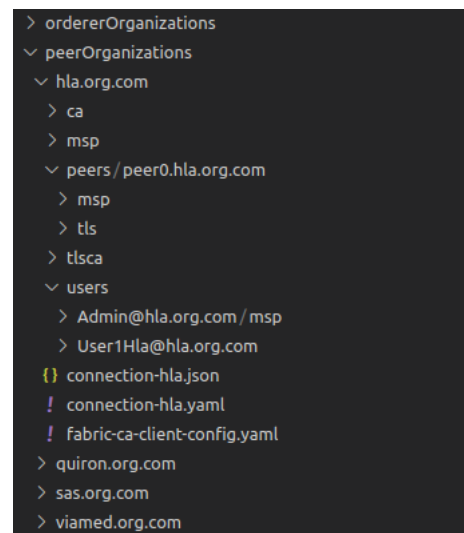 ordererOrganizations
peerOrganizations
hla.org.com
ca
msp
peers/peer0.hla.org.com
msp
tls
tlsca
users
Admin@hla.org.com/msp
User1Hla@hla.org.com
{} connection-hla.json
! connection-hla.yaml
! fabric-ca-client-config.yaml
quiron.org.com
sas.org.com
viamed.org.com